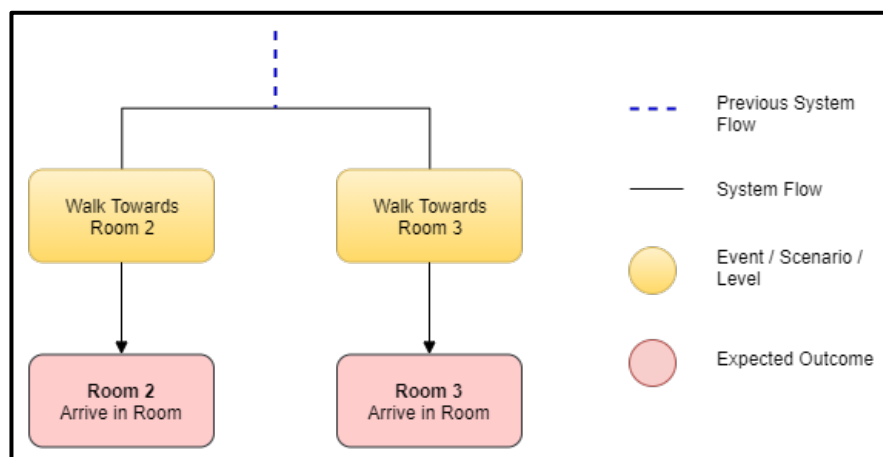 Walk Towards
Room 2
Walk Towards
Room 3
Room 2
Arrive in Room
Room 3
Arrive in Room
Previous System
Flow
System Flow
Event / Scenario /
Level
Expected Outcome